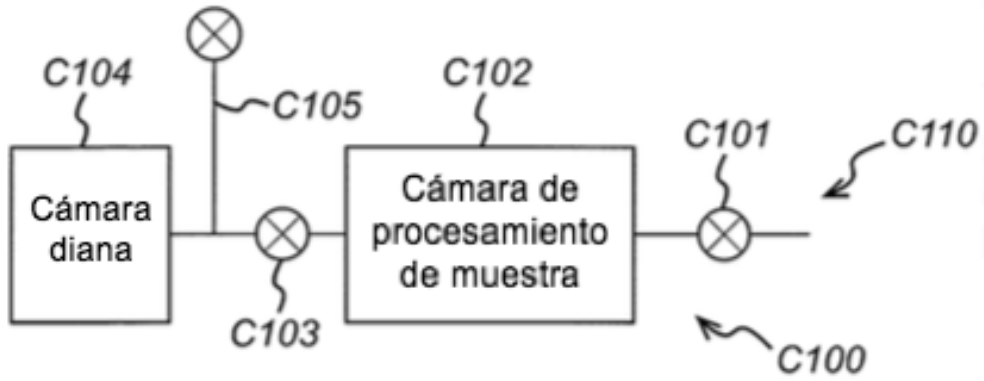 C104
C105
C102
C101
C110
Cámara
diana
Cámara de
procesamiento
de muestra
C103
C100